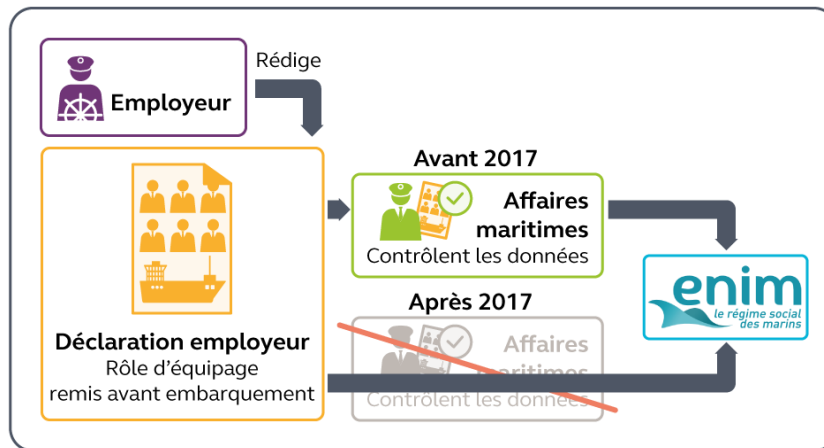 Rédige
Employeur
Avant 2017
Affaires
maritimes
Contrôlent les données
enim
le régime social
des marins
Après 2017
Déclaration employeur
Rôle d'équipage
remis avant embarquement
Affaires
maritimes
Contrôlent les données